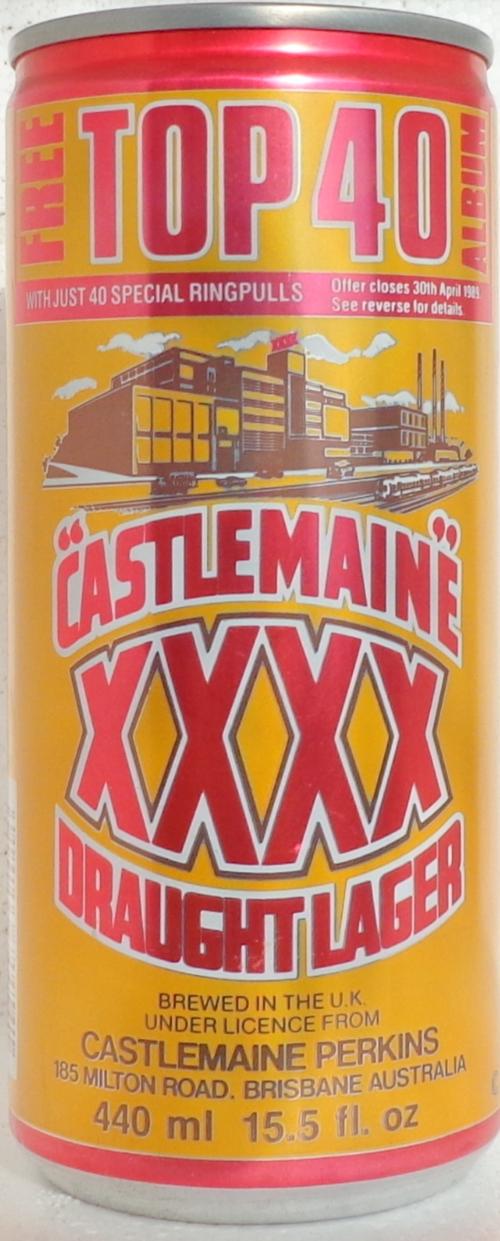 FREE TOP 40 ALBUM
WITH JUST 40 SPECIAL RINGPULLS
Offer closes 30th April 1989.
See reverse for details.
XXXX
"CASTLEMAINE"
XXXX
DRAUGHT LAGER
BREWED IN THE U.K.
UNDER LICENCE FROM
CASTLEMAINE PERKINS
185 MILTON ROAD. BRISBANE AUSTRALIA
440 ml 15.5 fl. oz